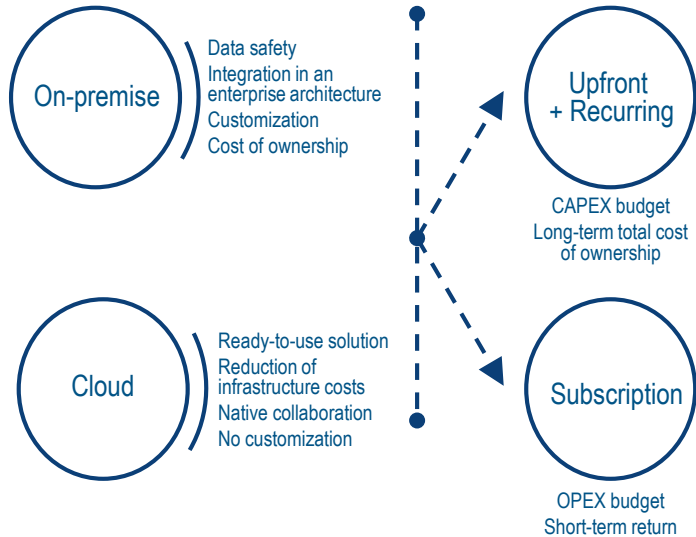 On-premise
Data safety
Integration in an
enterprise architecture
Customization
Cost of ownership
Upfront
+ Recurring
CAPEX budget
Long-term total cost
of ownership
Cloud
Ready-to-use solution
Reduction of
infrastructure costs
Native collaboration
No customization
Subscription
OPEX budget
Short-term return